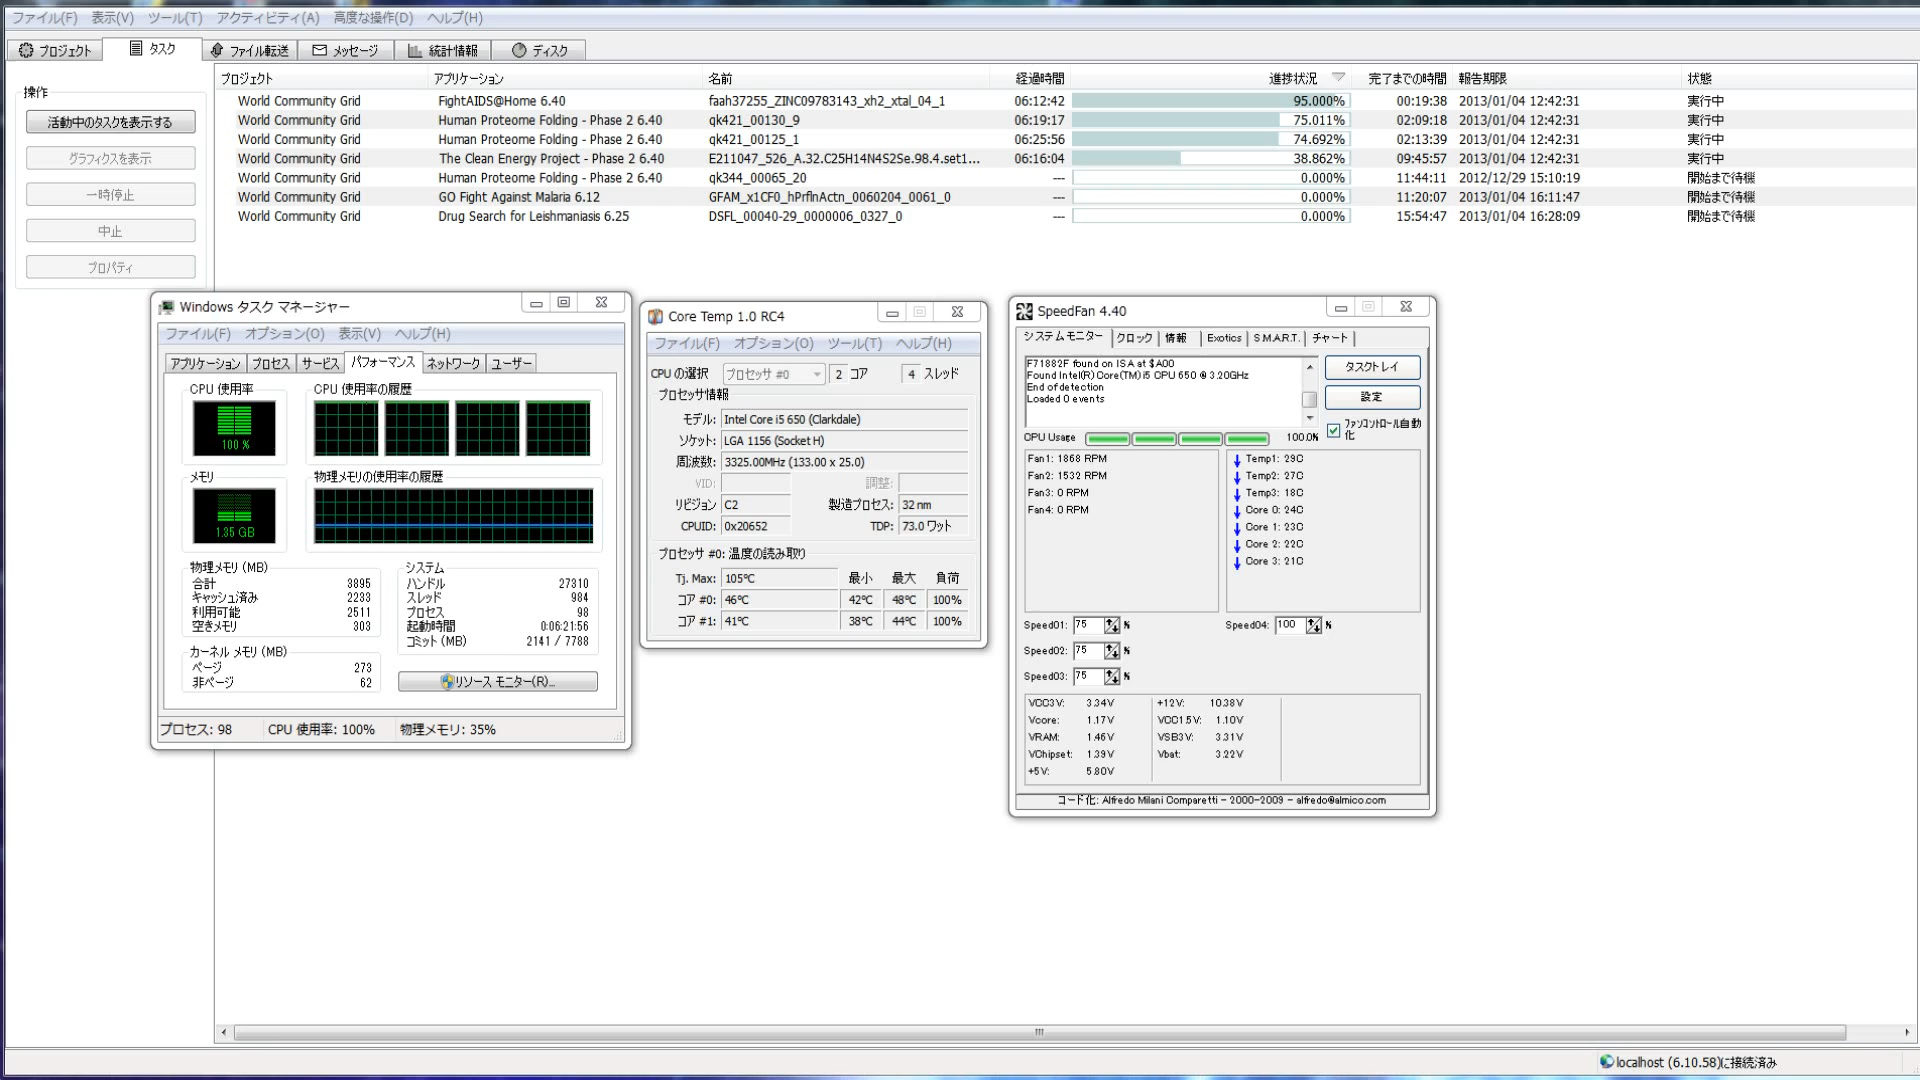 ファイル(F) 表示(V) ツール(T) アクティビティ(A) 高度な操作(D) ヘルプ(H)
プロジェクト タスク ファイル転送 メッセージ 統計情報 ディスク
操作
活動中のタスクを表示する
グラフィクスを表示
一時停止
中止
プロパティ
プロジェクト アプリケーション 名前 経過時間 進捗状況 完了までの時間 報告期限 状態
World Community Grid FightAIDS@Home 6.40 faah37255_ZINC09783143_xh2_xtal_04_1 06:12:42 95.000% 00:19:38 2013/01/04 12:42:31 実行中
World Community Grid Human Proteome Folding - Phase 2 6.40 qk421_00130_9 06:19:17 75.011% 02:09:18 2013/01/04 12:42:31 実行中
World Community Grid Human Proteome Folding - Phase 2 6.40 qk421_00125_1 06:25:56 74.692% 02:13:39 2013/01/04 12:42:31 実行中
World Community Grid The Clean Energy Project - Phase 2 6.40 E211047_526_A.32.C25H14N4S2Se.98.4.set1... 06:16:04 38.862% 09:45:57 2013/01/04 12:42:31 実行中
World Community Grid Human Proteome Folding - Phase 2 6.40 qk344_00065_20 --- 0.000% 11:44:11 2012/12/29 15:10:19 開始まで待機
World Community Grid GO Fight Against Malaria 6.12 GFAM_x1CF0_hPrflnActn_0060204_0061_0 --- 0.000% 11:20:07 2013/01/04 16:11:47 開始まで待機
World Community Grid Drug Search for Leishmaniasis 6.25 DSFL_00040-29_0000006_0327_0 --- 0.000% 15:54:47 2013/01/04 16:28:09 開始まで待機
Windows タスク マネージャー
ファイル(F) オプション(O) 表示(V) ヘルプ(H)
アプリケーション プロセス サービス パフォーマンス ネットワーク ユーザー
CPU 使用率 CPU 使用率の履歴
100 %
メモリ 物理メモリの使用率の履歴
1.35 GB
物理メモリ (MB)
合計 3895
キャッシュ済み 2233
利用可能 2511
空きメモリ 303
カーネル メモリ (MB)
ページ 273
非ページ 62
システム
ハンドル 27310
スレッド 984
プロセス 98
起動時間 0:06:21:56
コミット (MB) 2141 / 7788
リソース モニター(R)...
プロセス: 98 CPU 使用率: 100% 物理メモリ: 35%
Core Temp 1.0 RC4
ファイル(F) オプション(O) ツール(T) ヘルプ(H)
CPU の選択 プロセッサ #0 2 コア 4 スレッド
プロセッサ情報
モデル: Intel Core i5 650 (Clarkdale)
ソケット: LGA 1156 (Socket H)
周波数: 3325.00MHz (133.00 x 25.0)
VID: 調整:
リビジョン C2 製造プロセス: 32 nm
CPUID: 0x20652 TDP: 73.0 ワット
プロセッサ #0: 温度の読み取り
Tj. Max: 105℃ 最小 最大 負荷
コア #0: 46℃ 42℃ 48℃ 100%
コア #1: 41℃ 38℃ 44℃ 100%
SpeedFan 4.40
システムモニター クロック 情報 Exotics S.M.A.R.T. チャート
F71882F found on ISA at $A00
Found Intel(R) Core(TM) i5 CPU 650 @ 3.20GHz
End of detection
Loaded 0 events
タスクトレイ
設定
ファンコントロール自動化
CPU Usage 100.0%
Fan1: 1868 RPM
Fan2: 1532 RPM
Fan3: 0 RPM
Fan4: 0 RPM
Temp1: 29C
Temp2: 27C
Temp3: 18C
Core 0: 24C
Core 1: 23C
Core 2: 22C
Core 3: 21C
Speed01: 75 % Speed04: 100 %
Speed02: 75 %
Speed03: 75 %
VCC3V: 3.34V +12V: 10.38V
Vcore: 1.17V VCC1.5V: 1.10V
VRAM: 1.46V VSB3V: 3.31V
VChipset: 1.39V Vbat: 3.22V
+5V: 5.80V
コード化: Alfredo Milani Comparetti - 2000-2009 - alfredo@almico.com
localhost (6.10.58)に接続済み